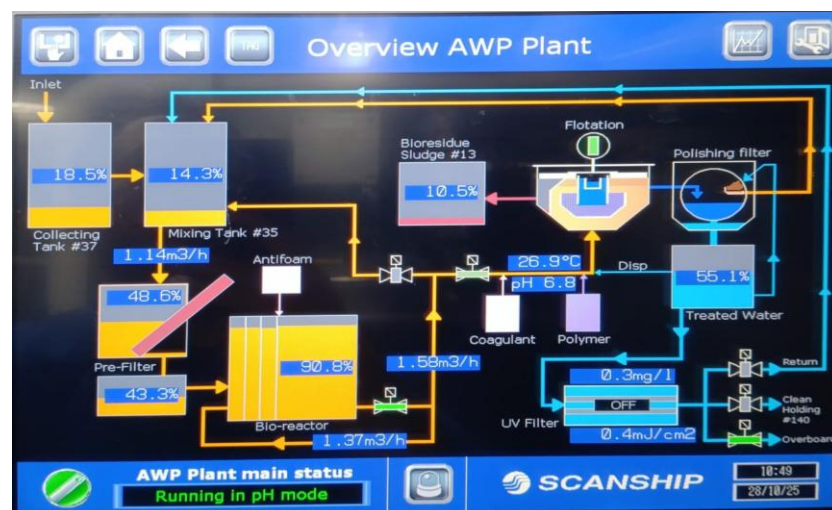 TAG
Overview AWP Plant
Inlet
18.5%
Collecting
Tank #37
14.3%
Mixing Tank #35
1.14m3/h
Bioresidue
Sludge #13
10.5%
Flotation
Polishing filter
Antifoam
26.9°C
pH 6.8
Disp
55.1%
Treated Water
48.6%
Pre-Filter
43.3%
90.8%
Bio-reactor
1.58m3/h
1.37m3/h
Coagulant
Polymer
0.3mg/l
OFF
UV Filter
0.4mJ/cm2
Return
Clean
Holding
#140
Overboard
AWP Plant main status
Running in pH mode
SCANSHIP
10:49
28/10/25